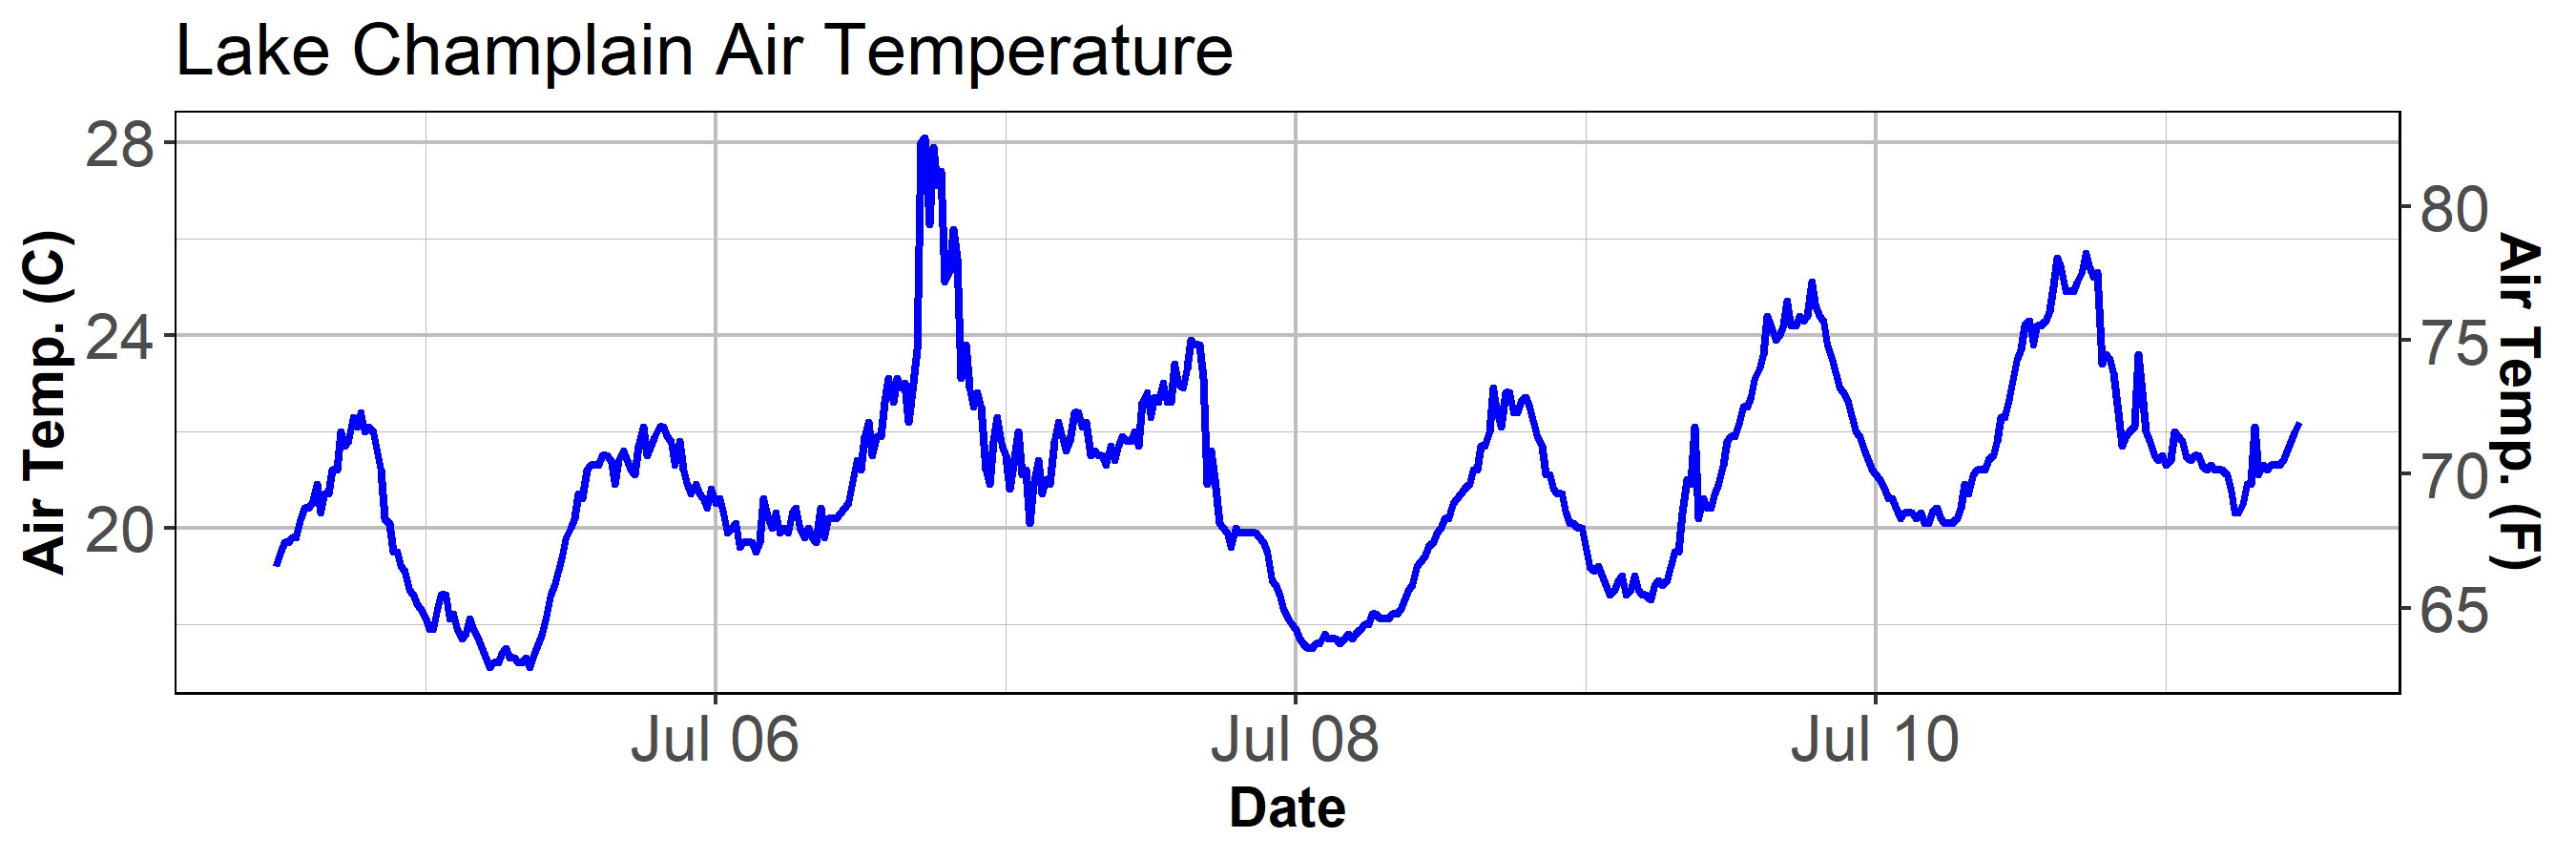 Lake Champlain Air Temperature
Air Temp. (C)
28
24
20
80
75
70
65
Air Temp. (F)
Jul 06
Jul 08
Jul 10
Date